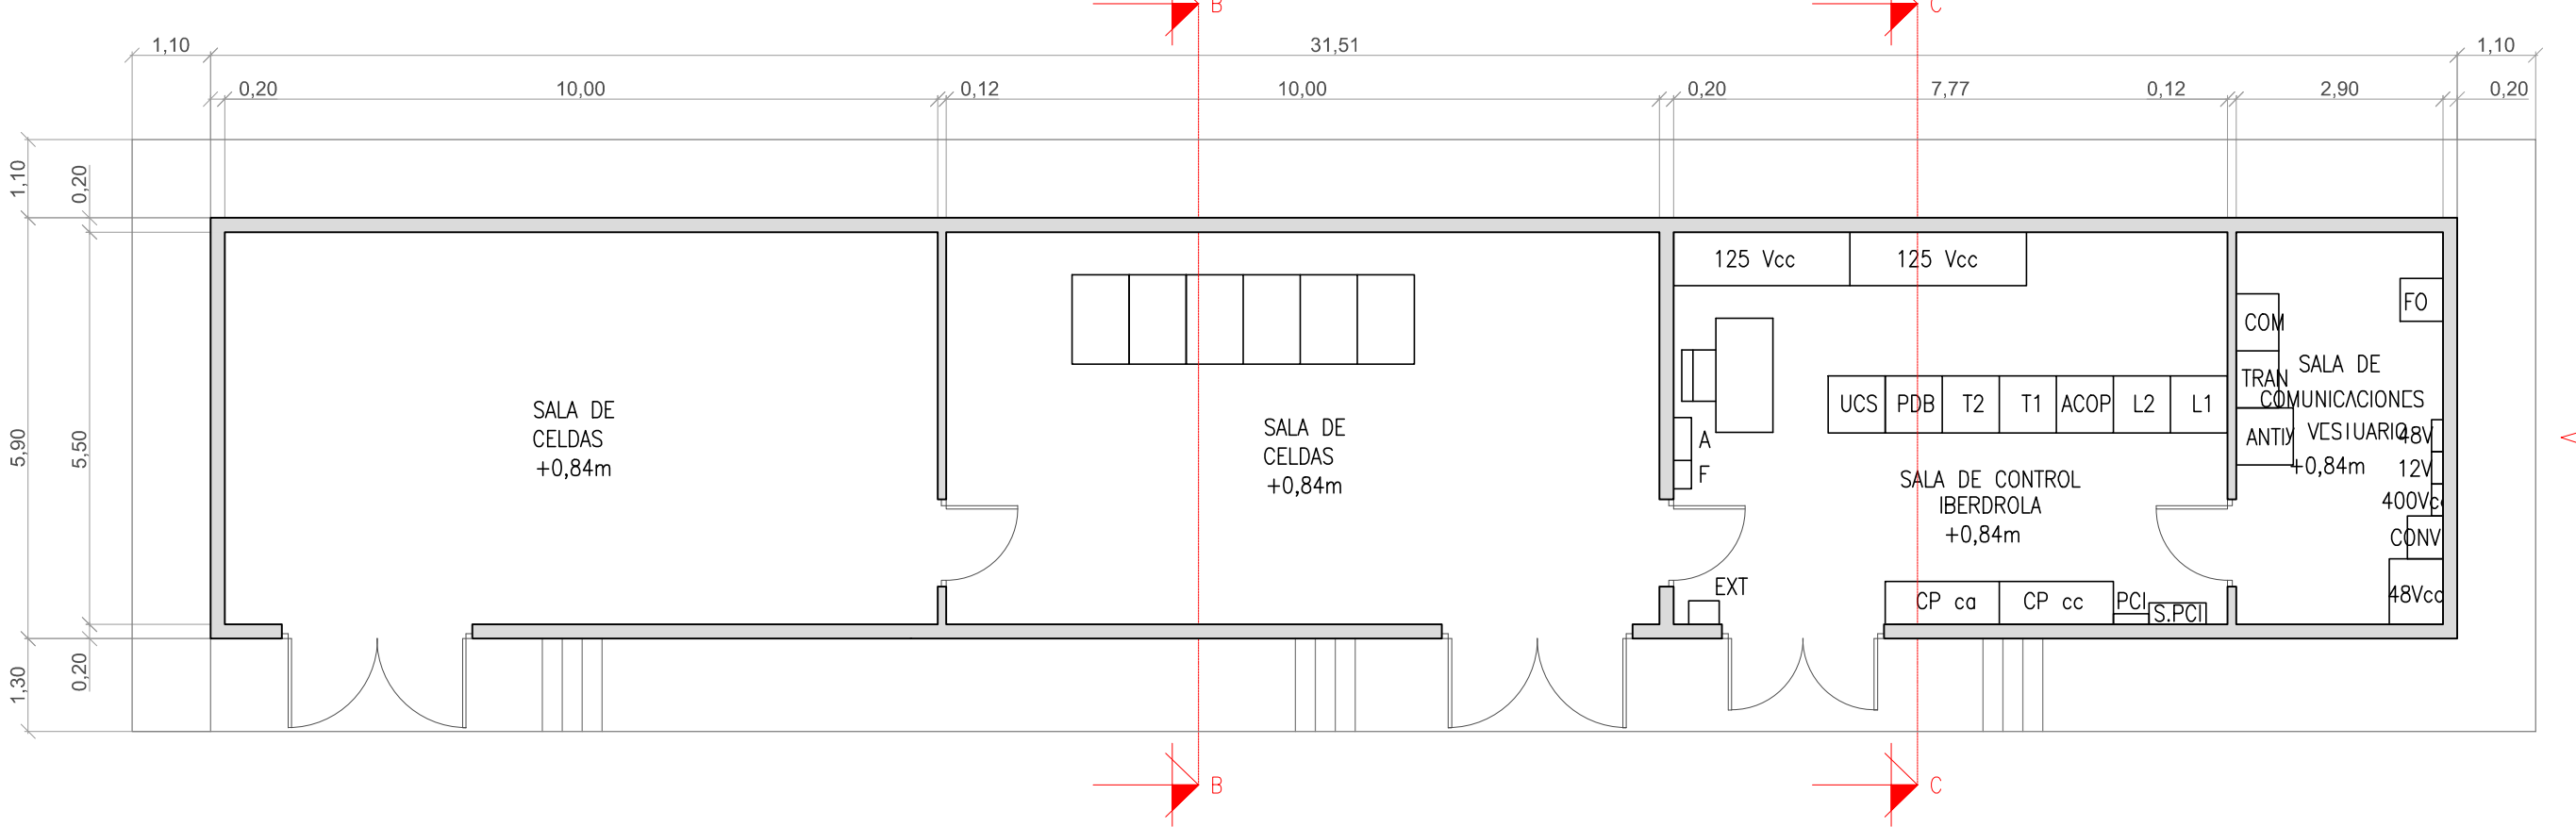 B
C
1,10
31,51
1,10
0,20
10,00
0,12
10,00
0,20
7,77
0,12
2,90
0,20
1,10
0,20
5,90
5,50
1,30
0,20
125 Vcc
125 Vcc
FO
COM
TRAN
ANTI
SALA DE
COMUNICACIONES
Y VESTUARIO
+0,84m
48V
12V
400Vcc
CONV
48Vcc
UCS
PDB
T2
T1
ACOP
L2
L1
A
F
SALA DE
CELDAS
+0,84m
SALA DE
CELDAS
+0,84m
SALA DE CONTROL
IBERDROLA
+0,84m
EXT
CP ca
CP cc
PCI
S.PCI
B
C